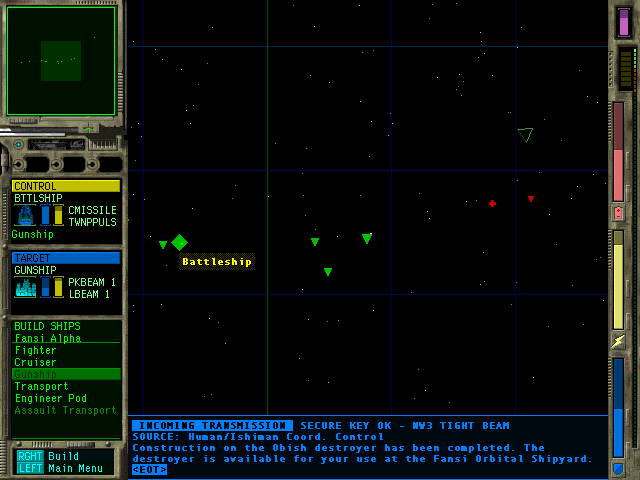 CONTROL
BTTLSHIP
CMISSILE
TWNPPULS
Gunship
TARGET
GUNSHIP
PKBEAM 1
LBEAM 1
BUILD SHIPS
Fansi Alpha
Fighter
Cruiser
Gunship
Transport
Engineer Pod
Assault Transport
RGHT Build
LEFT Main Menu
Battleship
INCOMING TRANSMISSION SECURE KEY OK - NW3 TIGHT BEAM
SOURCE: Human/Ishiman Coord. Control
Construction on the Obish destroyer has been completed. The
destroyer is available for your use at the Fansi Orbital Shipyard.
<EOT>